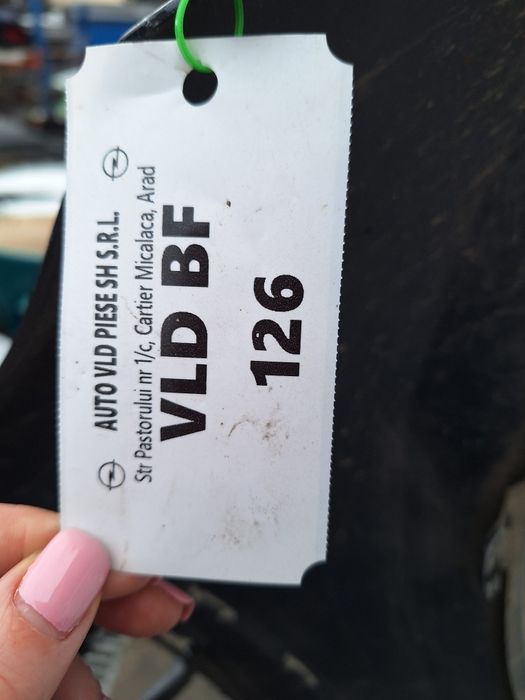 AUTO VLD PIESE SH S.R.L.
Str Pastorului nr 1/c, Cartier Micalaca, Arad
VLD BF
126